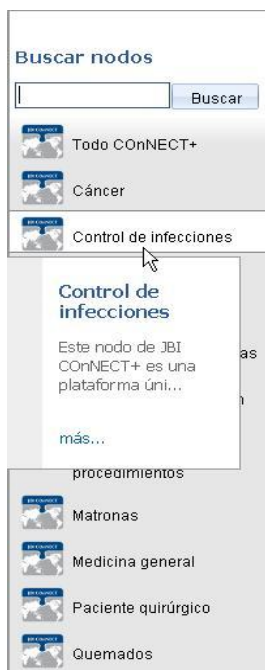 Buscar nodos
Buscar
Todo COnNECT+
Cáncer
Control de infecciones
Control de
infecciones
Este nodo de JBI
COnNECT+ es una
plataforma úni...
as
más...
procedimientos
Matronas
Medicina general
Paciente quirúrgico
Quemados